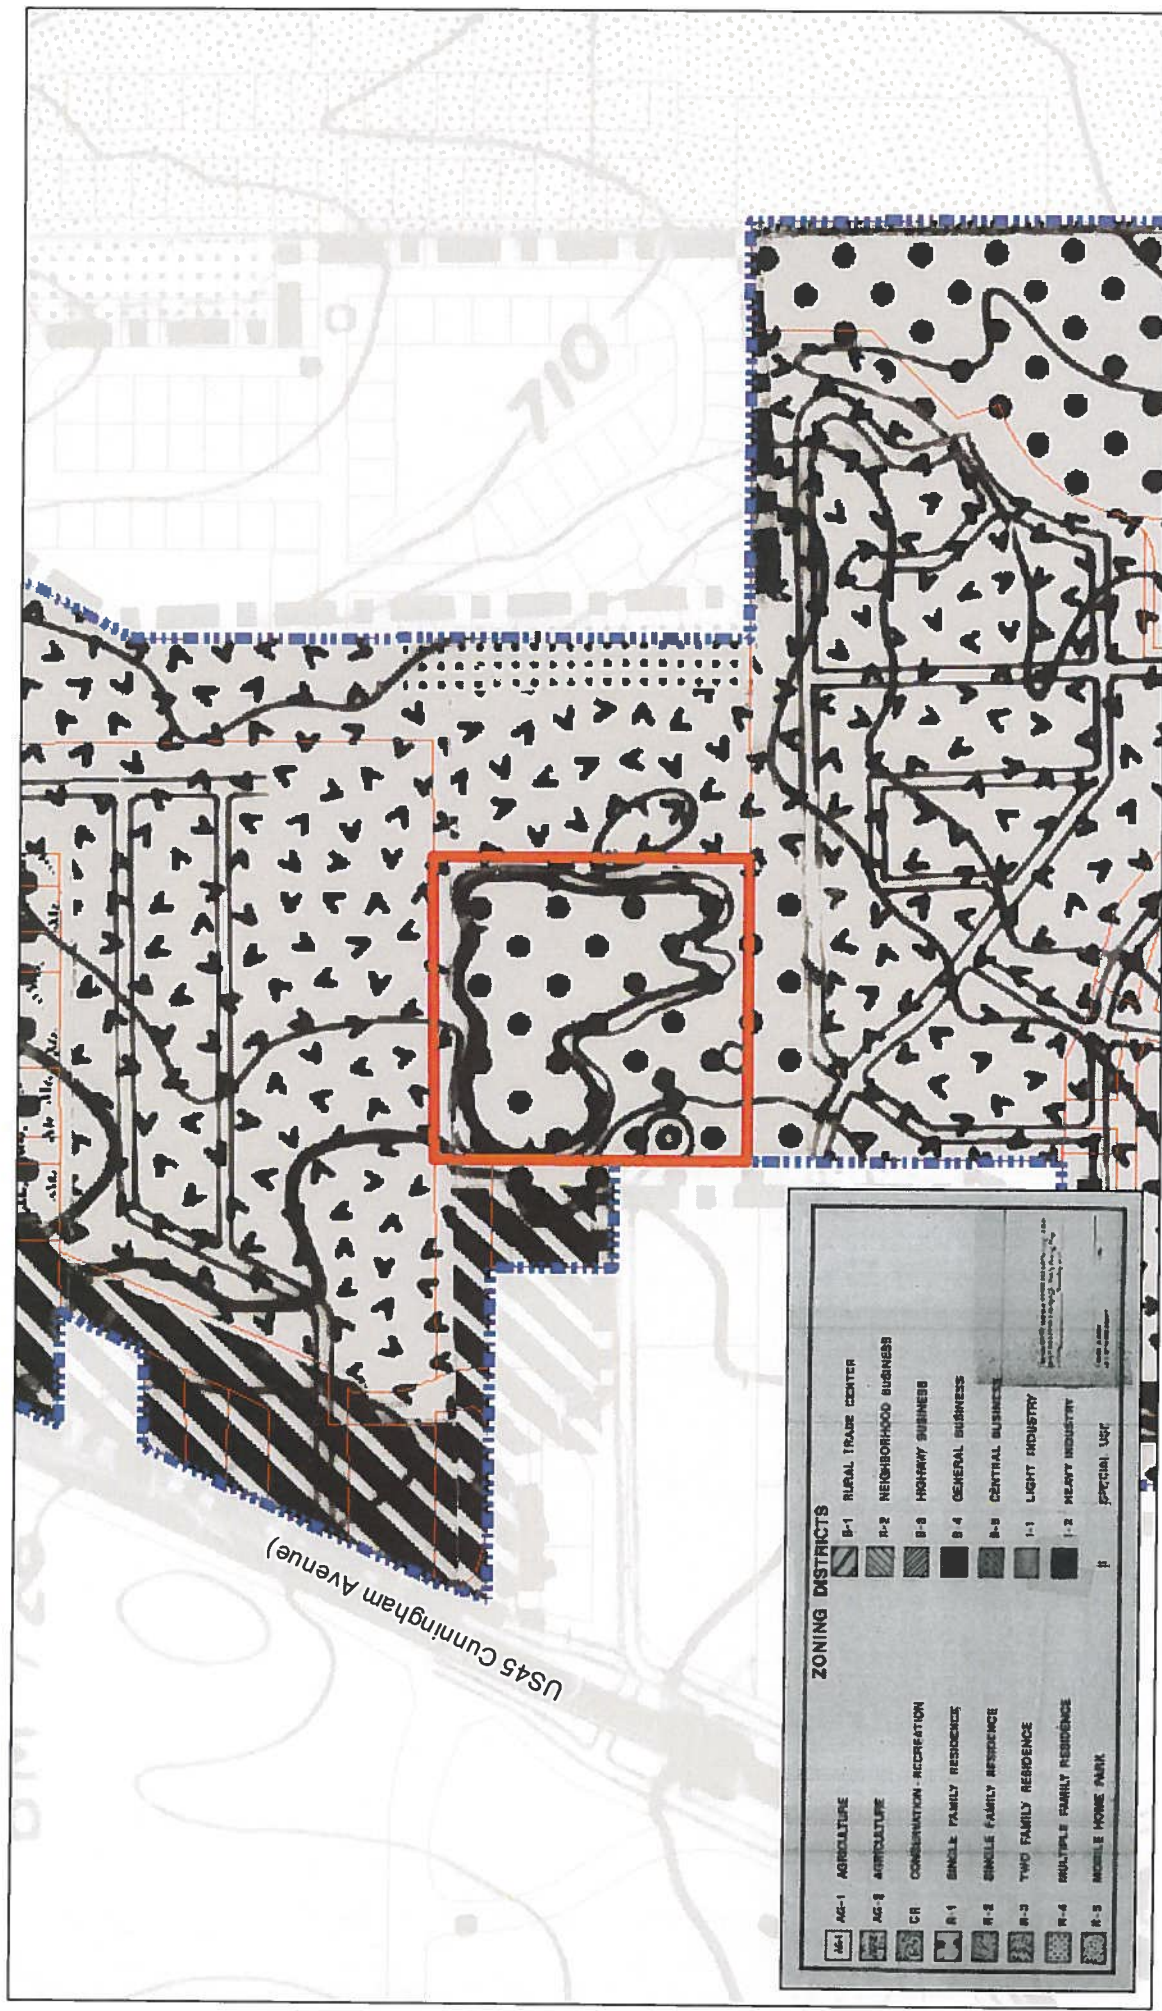 710
US45 Cunningham Avenue)
ZONING DISTRICTS
AG-1 AG-1 AGRICULTURE
AG-2 AGRICULTURE
CR CONSERVATION-RECREATION
R-1 SINGLE FAMILY RESIDENCE
R-2 SINGLE FAMILY RESIDENCE
R-3 TWO FAMILY RESIDENCE
R-4 MULTIPLE FAMILY RESIDENCE
R-5 MOBILE HOME PARK
B-1 RURAL TRADE CENTER
B-2 NEIGHBORHOOD BUSINESS
B-3 HIGHWAY BUSINESS
B-4 GENERAL BUSINESS
B-5 CENTRAL BUSINESS
I-1 LIGHT INDUSTRY
I-2 HEAVY INDUSTRY
SPECIAL USE